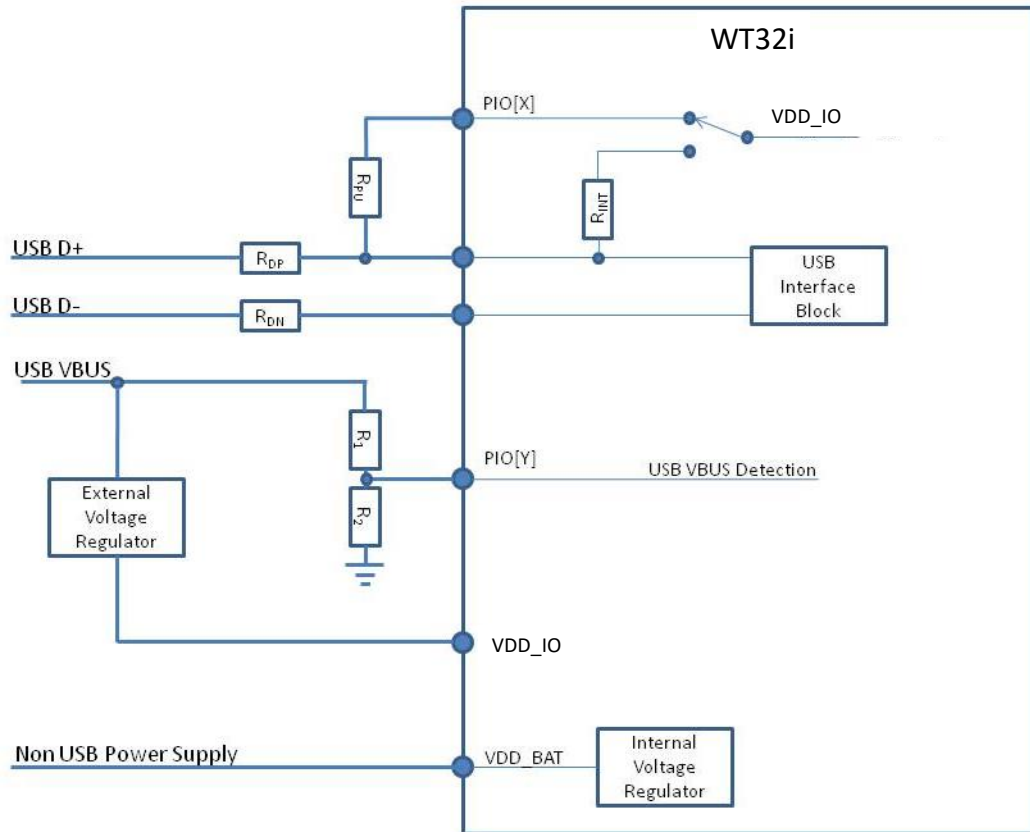 WT32i
PIO[X]
VDD_IO
RPU
RINT
USB D+
RDP
USB
Interface
Block
USB D-
RDN
USB VBUS
R1
PIO[Y]
USB VBUS Detection
External
Voltage
Regulator
R2
VDD_IO
Non USB Power Supply
VDD_BAT
Internal
Voltage
Regulator